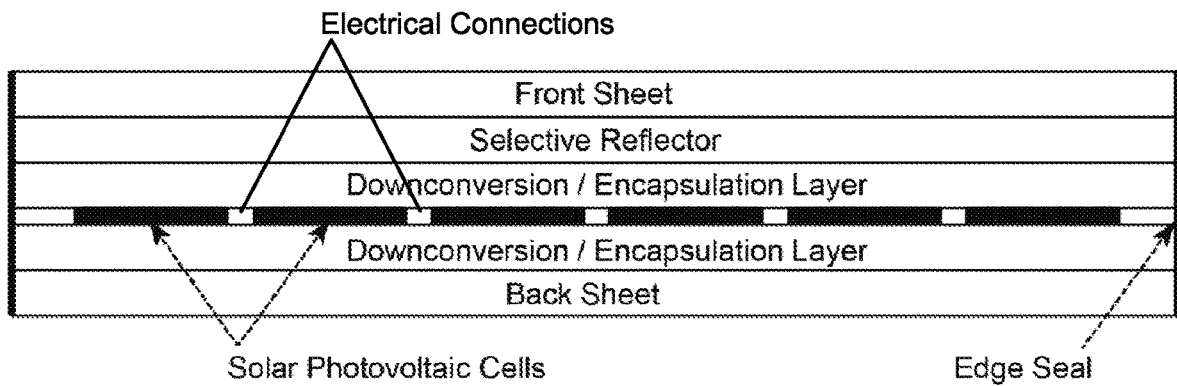 Electrical Connections
Front Sheet
Selective Reflector
Downconversion / Encapsulation Layer
Downconversion / Encapsulation Layer
Back Sheet
Solar Photovoltaic Cells
Edge Seal